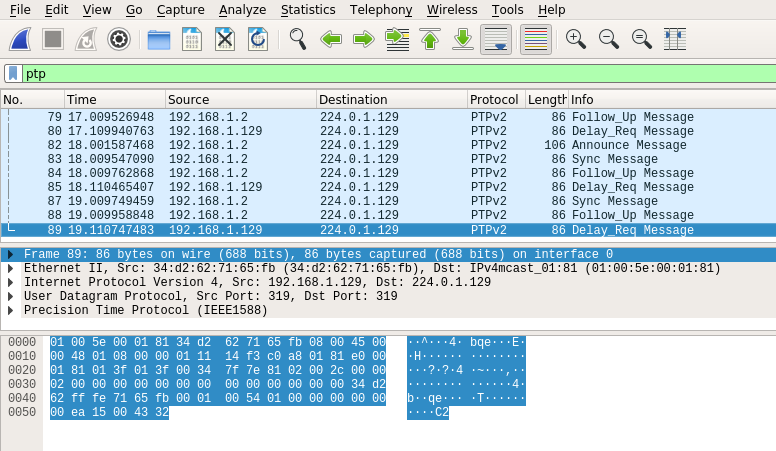 File Edit View Go Capture Analyze Statistics Telephony Wireless Tools Help
ptp
No. Time Source Destination Protocol Length Info
79 17.009526948 192.168.1.2 224.0.1.129 PTPv2 86 Follow_Up Message
80 17.109940763 192.168.1.129 224.0.1.129 PTPv2 86 Delay_Req Message
82 18.001587468 192.168.1.2 224.0.1.129 PTPv2 106 Announce Message
83 18.009547090 192.168.1.2 224.0.1.129 PTPv2 86 Sync Message
84 18.009762868 192.168.1.2 224.0.1.129 PTPv2 86 Follow_Up Message
85 18.110465407 192.168.1.129 224.0.1.129 PTPv2 86 Delay_Req Message
87 19.009749459 192.168.1.2 224.0.1.129 PTPv2 86 Sync Message
88 19.009958848 192.168.1.2 224.0.1.129 PTPv2 86 Follow_Up Message
89 19.110747483 192.168.1.129 224.0.1.129 PTPv2 86 Delay_Req Message
Frame 89: 86 bytes on wire (688 bits), 86 bytes captured (688 bits) on interface 0
Ethernet II, Src: 34:d2:62:71:65:fb (34:d2:62:71:65:fb), Dst: IPv4mcast_01:81 (01:00:5e:00:01:81)
Internet Protocol Version 4, Src: 192.168.1.129, Dst: 224.0.1.129
User Datagram Protocol, Src Port: 319, Dst Port: 319
Precision Time Protocol (IEEE1588)
0000 01 00 5e 00 01 81 34 d2 62 71 65 fb 08 00 45 00 ··^···4· bqe···E·
0010 00 48 01 08 00 00 01 11 14 f3 c0 a8 01 81 e0 00 ·H······ ········
0020 01 81 01 3f 01 3f 00 34 7f 7e 81 02 00 2c 00 00 ···?·?·4 ·~···,··
0030 02 00 00 00 00 00 00 00 00 00 00 00 00 00 34 d2 ········ ······4·
0040 62 ff fe 71 65 fb 00 01 00 54 01 00 00 00 00 00 b··qe··· ·T······
0050 00 ea 15 00 43 32 ····C2